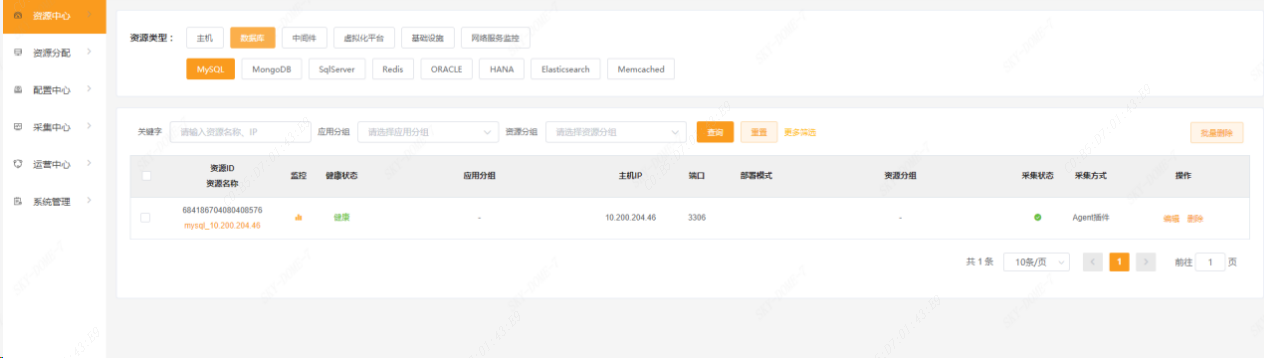 资源中心
资源分配
配置中心
采集中心
运营中心
系统管理
资源类型： 主机 数据库 中间件 虚拟化平台 基础设施 网络服务监控
MySQL MongoDB SqlServer Redis ORACLE HANA Elasticsearch Memcached
关键字 请输入资源名称、IP 应用分组 请选择应用分组 资源分组 请选择资源分组 查询 重置 更多筛选 批量删除
资源ID
资源名称 监控 健康状态 应用分组 主机IP 端口 部署模式 资源分组 采集状态 采集方式 操作
684186704080408576
mysql_10.200.204.46 健康 - 10.200.204.46 3306 - Agent插件 编辑 删除
共 1 条 10条/页 1 前往 1 页